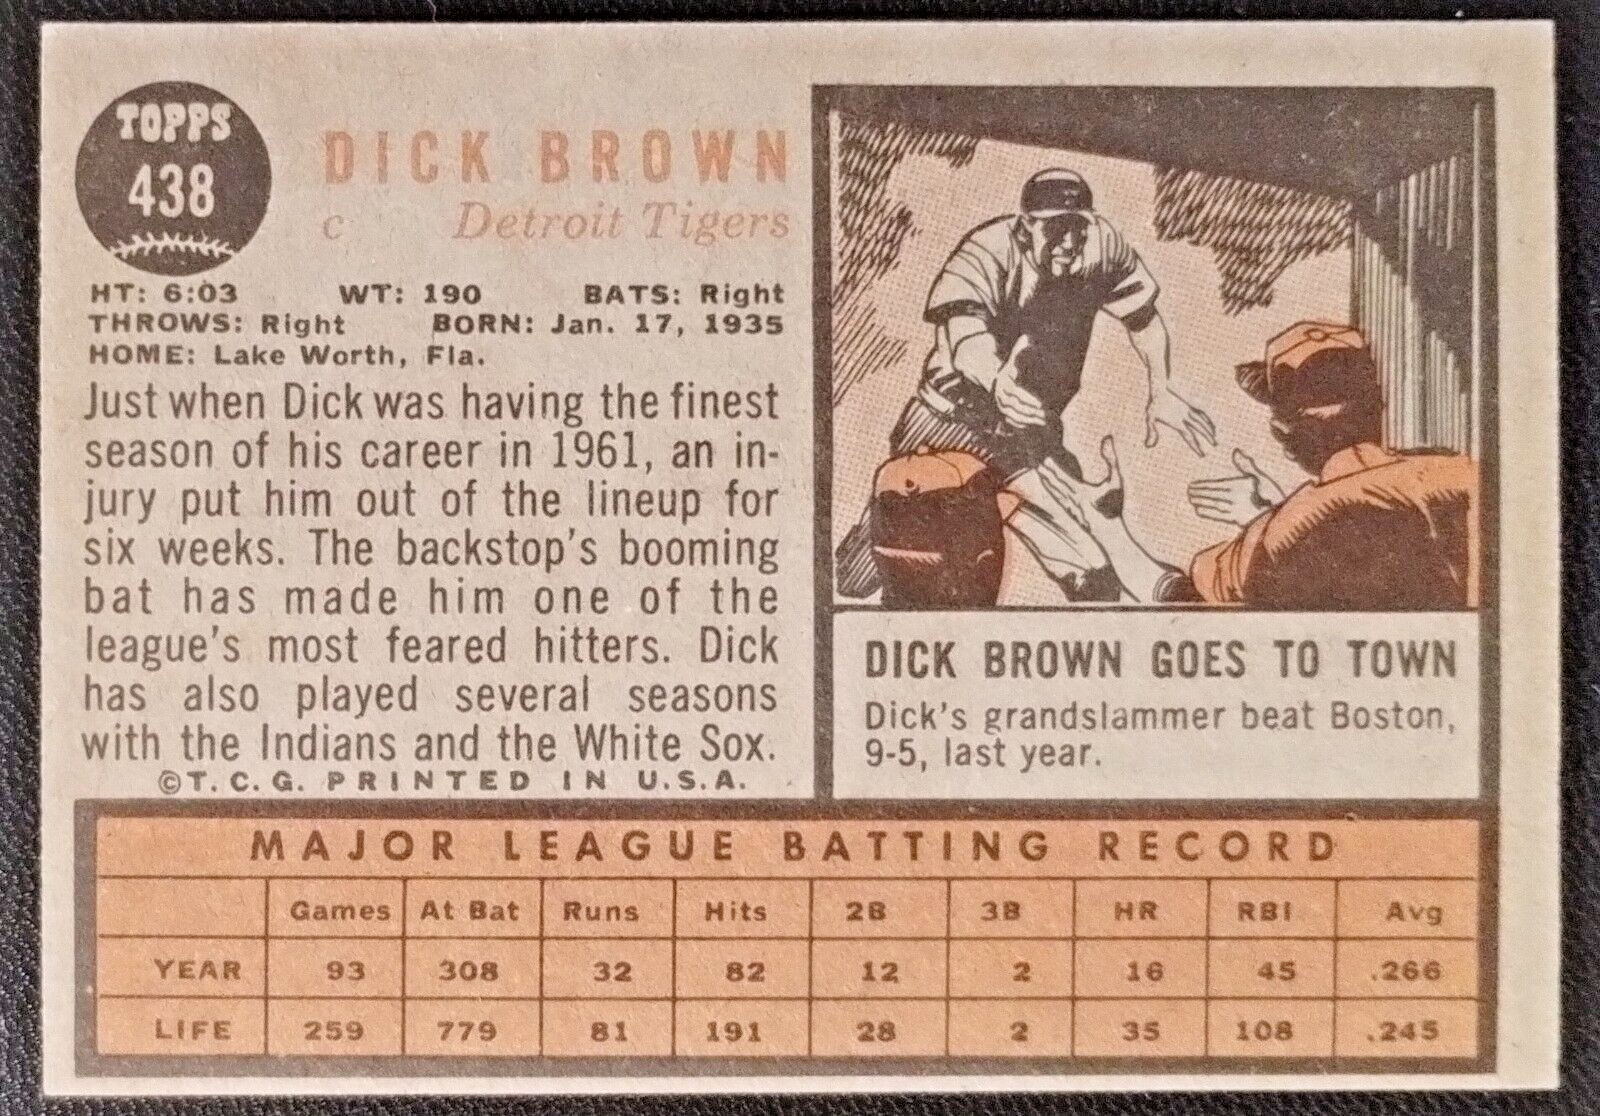 TOPPS
438
DICK BROWN
c Detroit Tigers
HT: 6:03 WT: 190 BATS: Right
THROWS: Right BORN: Jan. 17, 1935
HOME: Lake Worth, Fla.
Just when Dick was having the finest
season of his career in 1961, an in-
jury put him out of the lineup for
six weeks. The backstop's booming
bat has made him one of the
league's most feared hitters. Dick
has also played several seasons
with the Indians and the White Sox.
©T.C.G. PRINTED IN U.S.A.
DICK BROWN GOES TO TOWN
Dick's grandslammer beat Boston,
9-5, last year.
MAJOR LEAGUE BATTING RECORD
Games At Bat Runs Hits 2B 3B HR RBI Avg
YEAR 93 308 32 82 12 2 16 45 .266
LIFE 259 779 81 191 28 2 35 108 .245